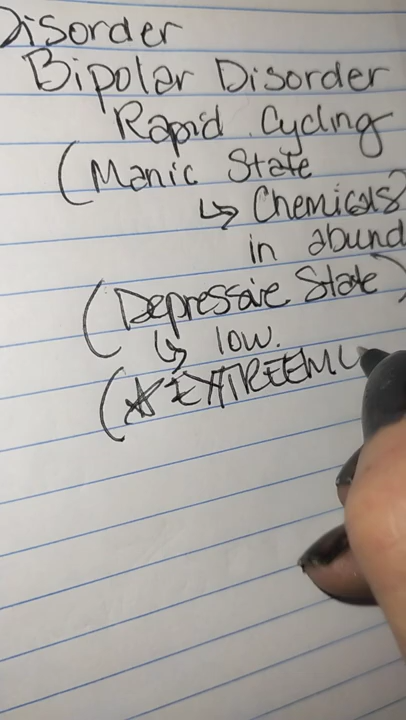 Disorder
Bipolar Disorder
Rapid Cycling
(Manic State
↳ Chemicals
in abund
(Depressive State)
↳ low.
(☆EXTREEML